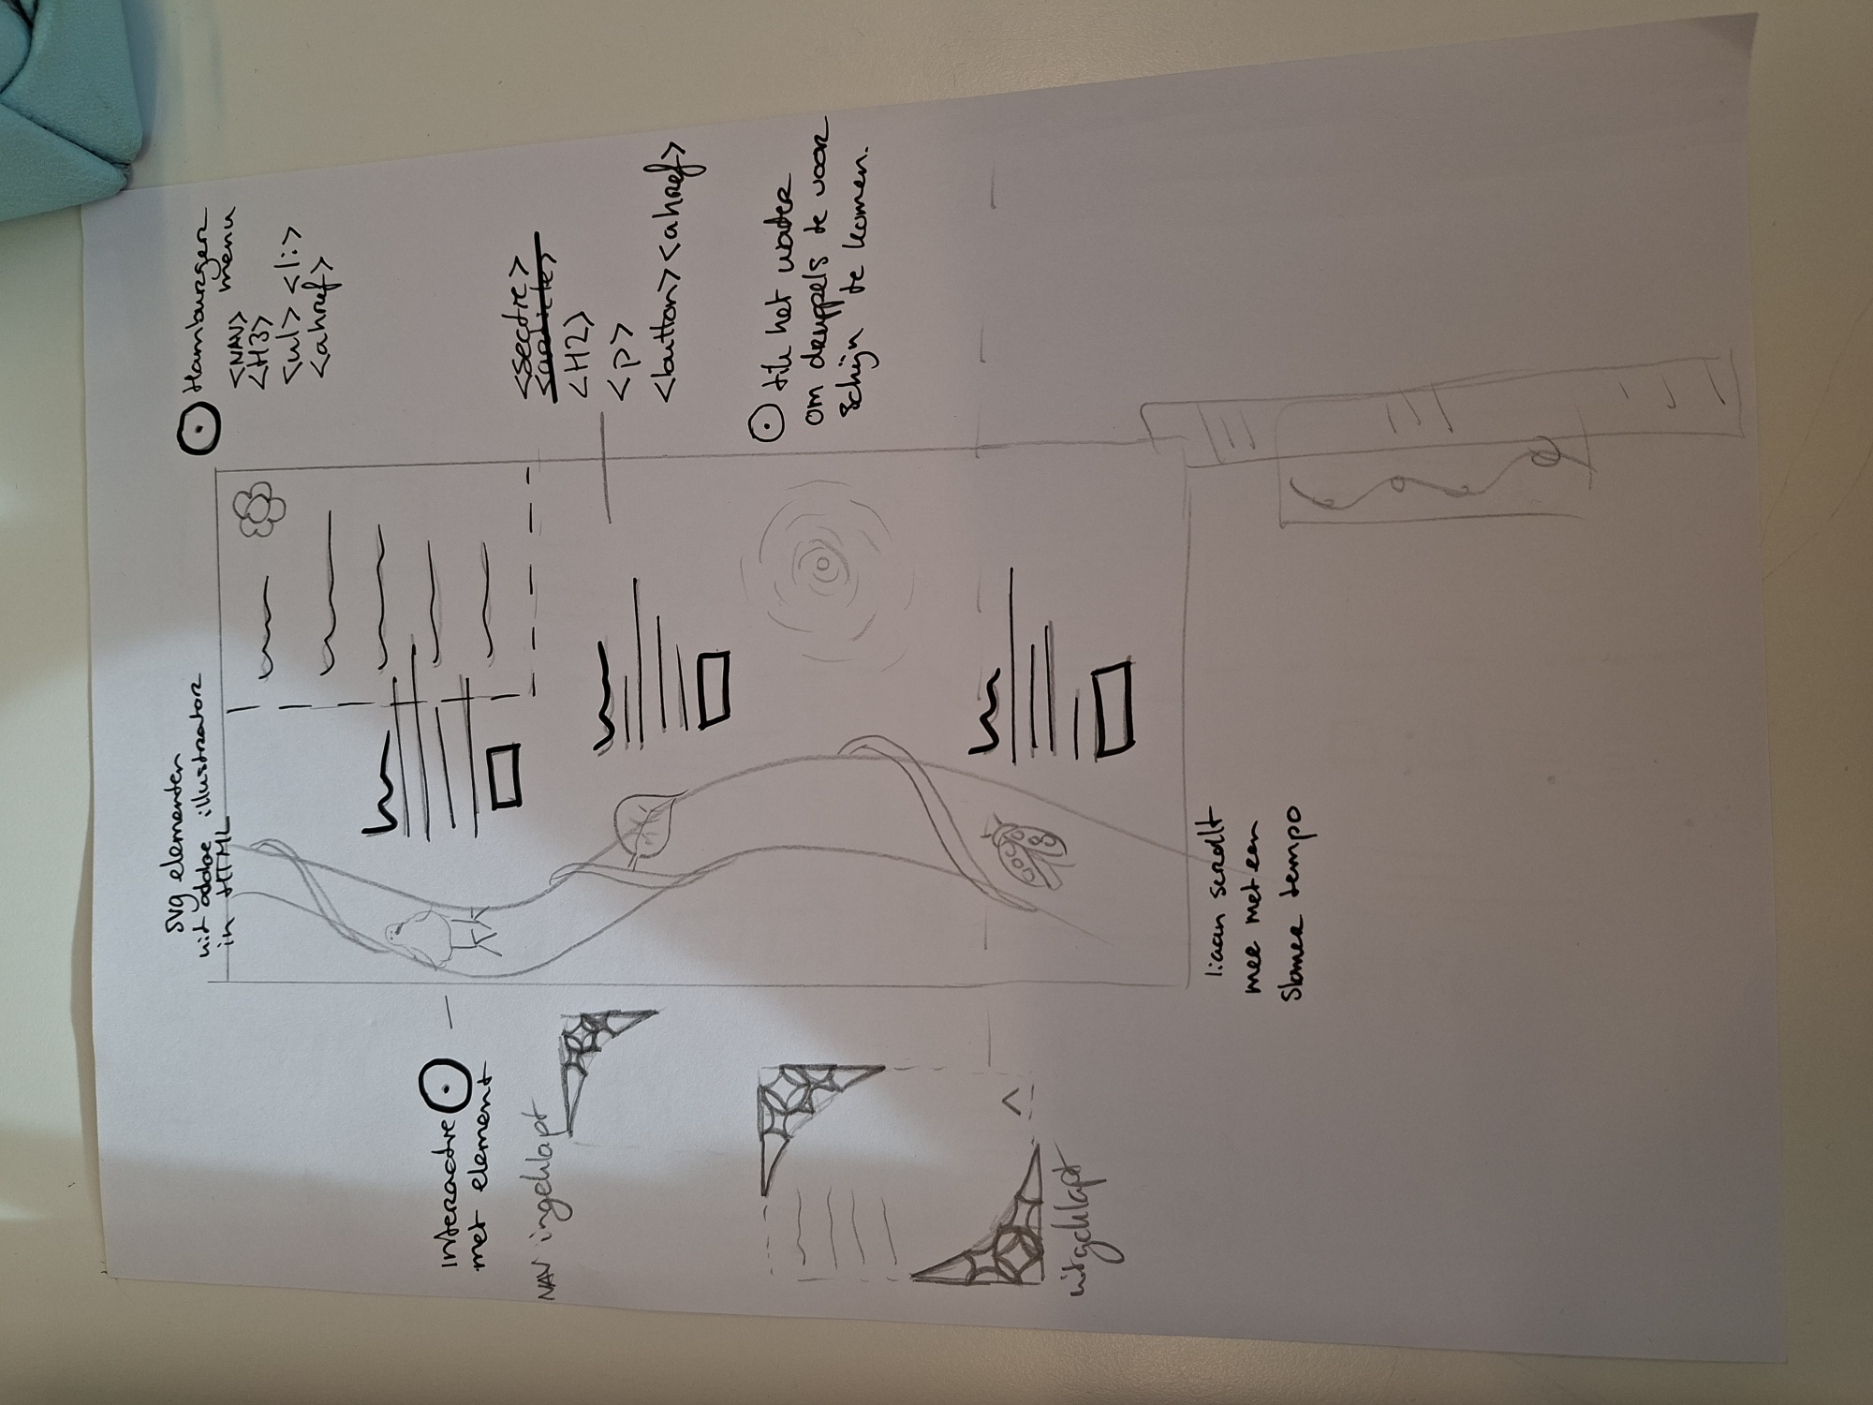 svg elementen
uit adobe illustrator
in HTML
Hamburger
menu
<NAV>
<H3>
<ul> <li>
<ahref>
interactie
met element
NAV ingeklapt
<sectie>
<article>
<H2>
<p>
<button> <ahref>
tik het water
om druppels te voor
schijn te komen.
uitgeklapt
liaan scrollt
mee met een
slomer tempo